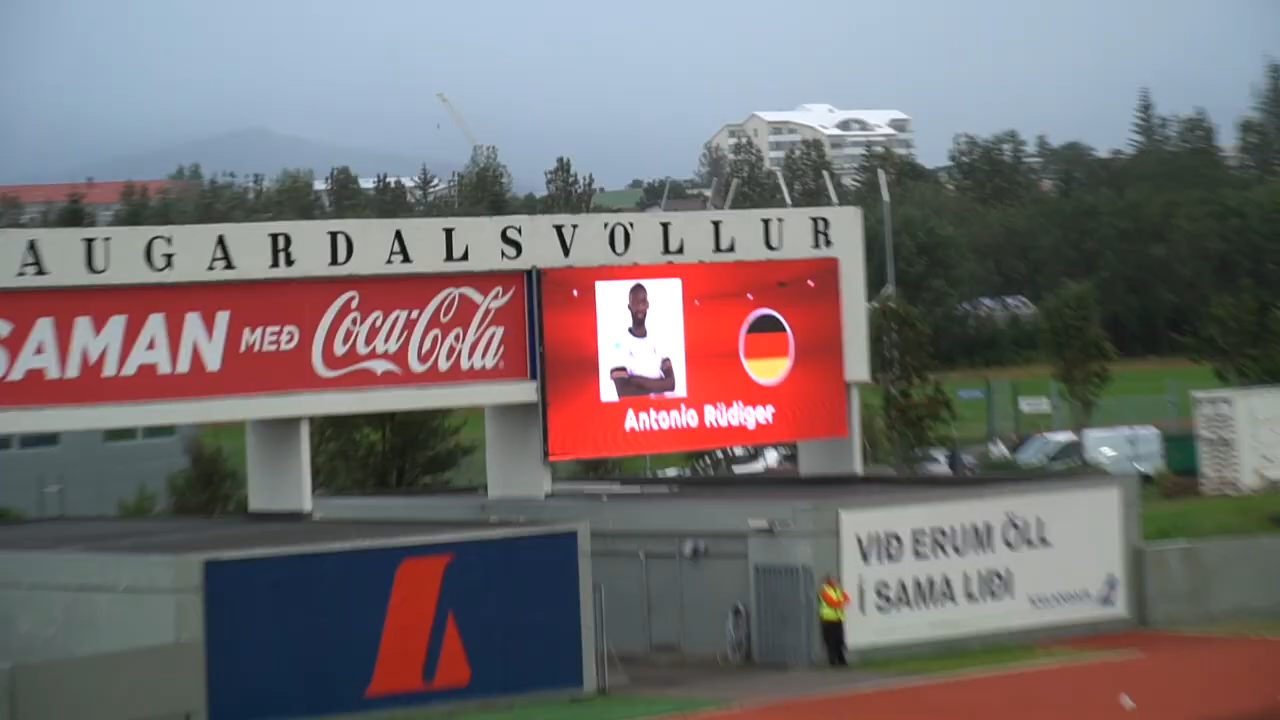 AUGARDALSVÖLLUR
SAMAN MEÐ Coca-Cola
Antonio Rüdiger
VIÐ ERUM ÖLL
Í SAMA LIÐI